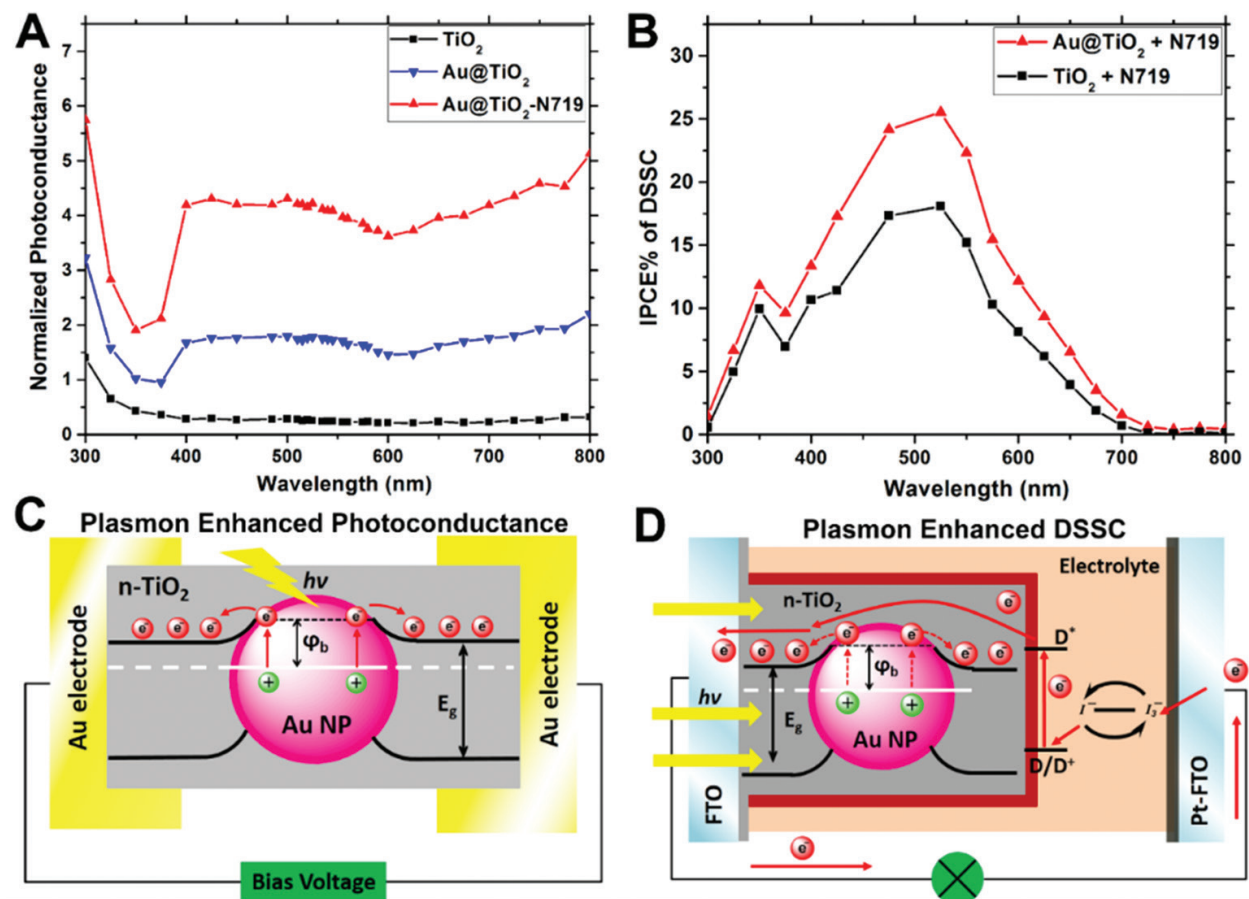 A
7
6
5
4
3
2
1
0
Normalized Photoconductance
TiO₂
Au@TiO₂
Au@TiO₂-N719
300 400 500 600 700 800
Wavelength (nm)
B
30
25
20
15
10
5
0
IPCE% of DSSC
Au@TiO₂ + N719
TiO₂ + N719
300 400 500 600 700 800
Wavelength (nm)
C
Plasmon Enhanced Photoconductance
Au electrode
n-TiO₂
hν
e⁻ e⁻ e⁻ e⁻ e⁻ e⁻ e⁻ e⁻
φb
+ +
Au NP
Eg
Au electrode
Bias Voltage
D
Plasmon Enhanced DSSC
Electrolyte
n-TiO₂
e⁻
e⁻ e⁻ e⁻ e⁻ e⁻ e⁻ e⁻
D⁺
φb
hν
e⁻
e⁻
+ +
I⁻ I₃⁻
Eg
Au NP
D/D⁺
FTO
Pt-FTO
e⁻